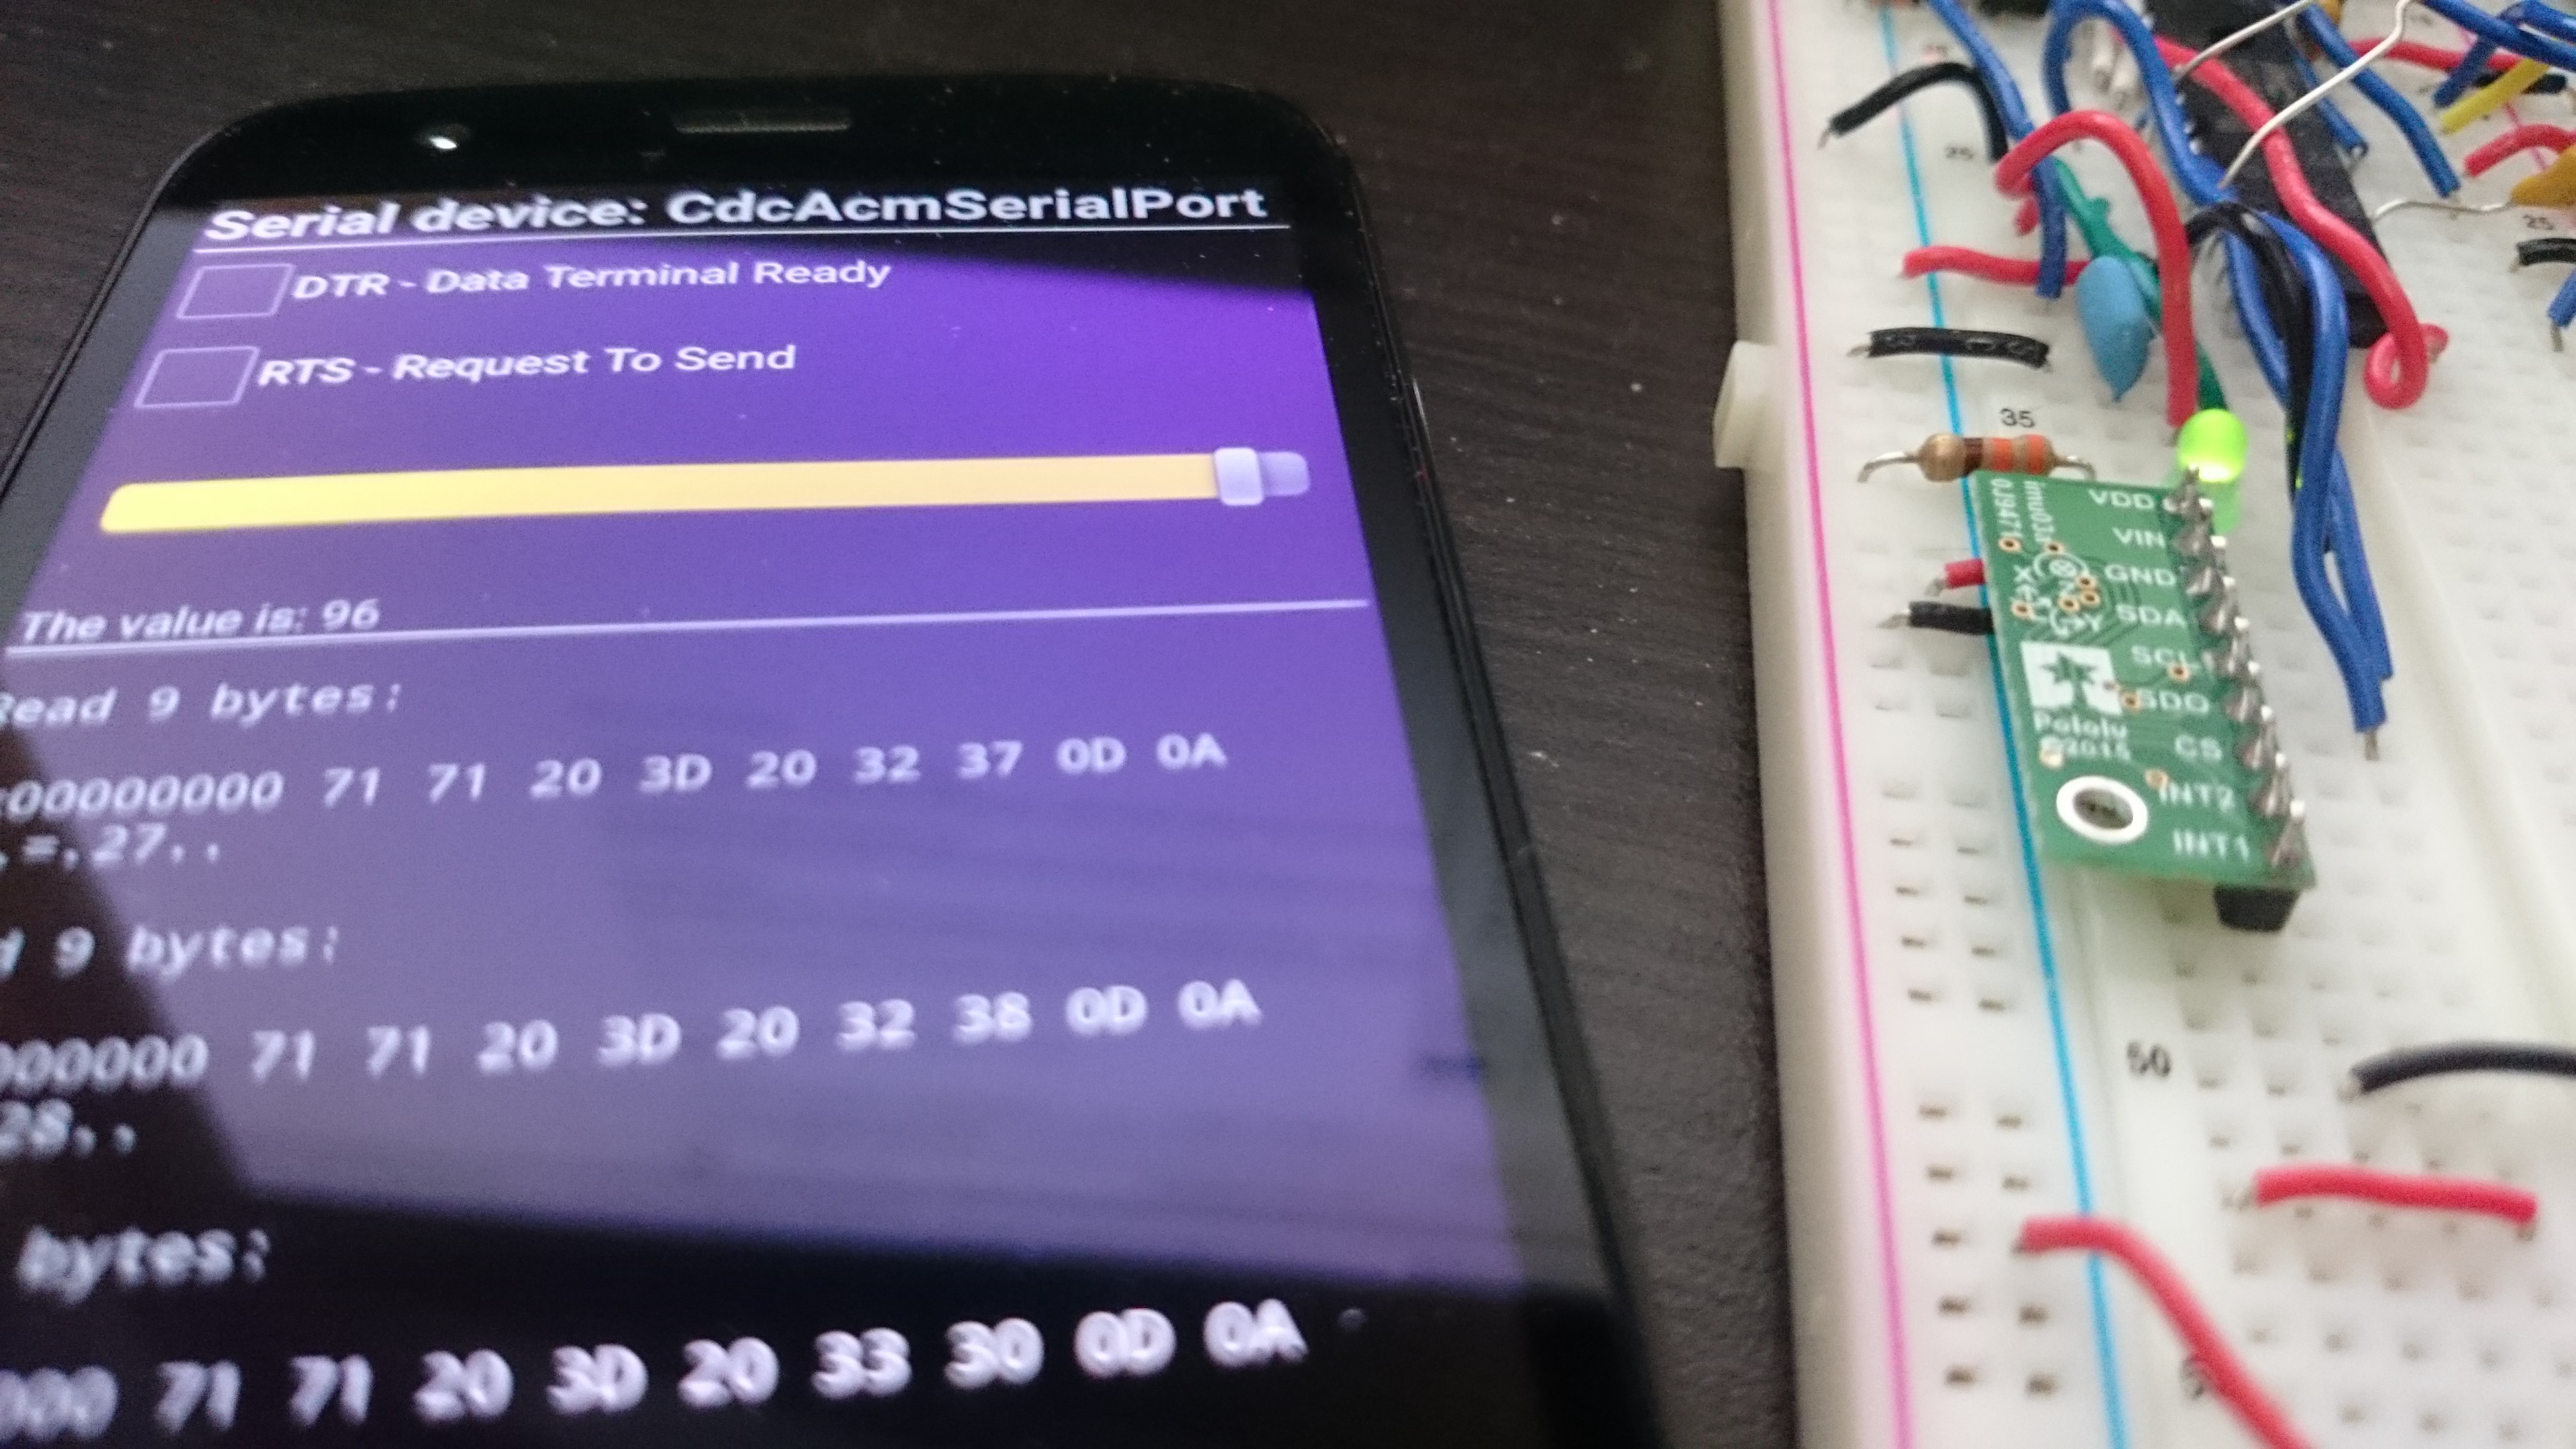 Serial device: CdcAcmSerialPort
DTR - Data Terminal Ready
RTS - Request To Send
The value is: 96
Read 9 bytes:
00000000 71 71 20 3D 20 32 37 0D 0A
.=.27..
9 bytes:
000000 71 71 20 3D 20 32 38 0D 0A
28..
bytes:
000 71 71 20 3D 20 33 30 0D 0A
25
35
VDD
VIN
GND
SDA
SCL
SDO
CS
INT2
INT1
imu03a
0J9471
X
Y
Pololu
©2015
50
25